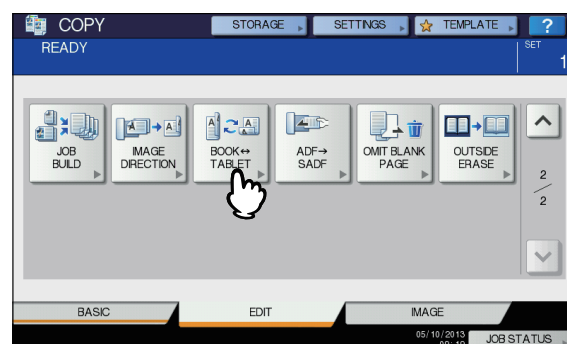 COPY
STORAGE
SETTINGS
TEMPLATE
?
READY
SET
1
JOB
BUILD
IMAGE
DIRECTION
BOOK↔
TABLET
ADF→
SADF
OMIT BLANK
PAGE
OUTSIDE
ERASE
2
2
BASIC
EDIT
IMAGE
05/10/2013
JOB STATUS